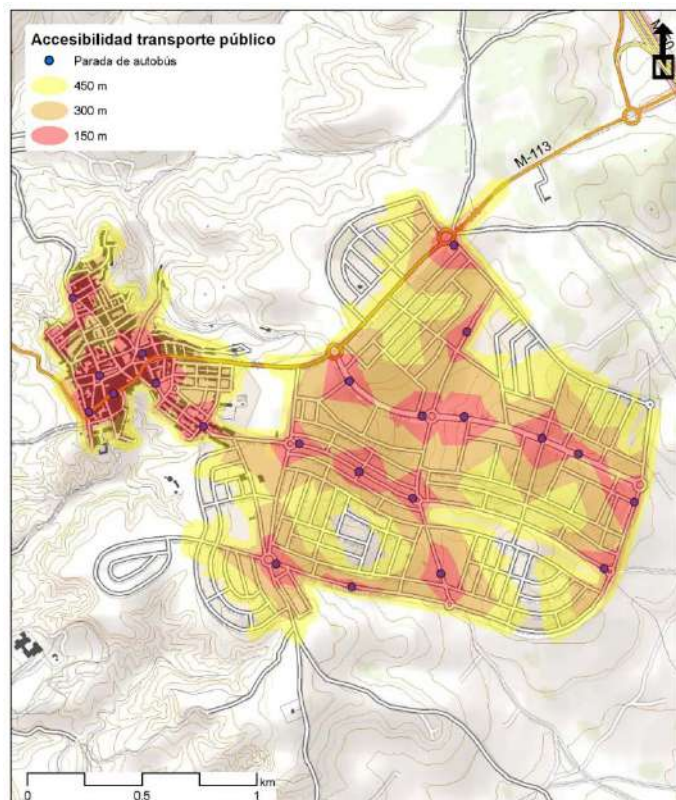 Accesibilidad transporte público
Parada de autobús
450 m
300 m
150 m
N
M-113
0
0.5
1
km